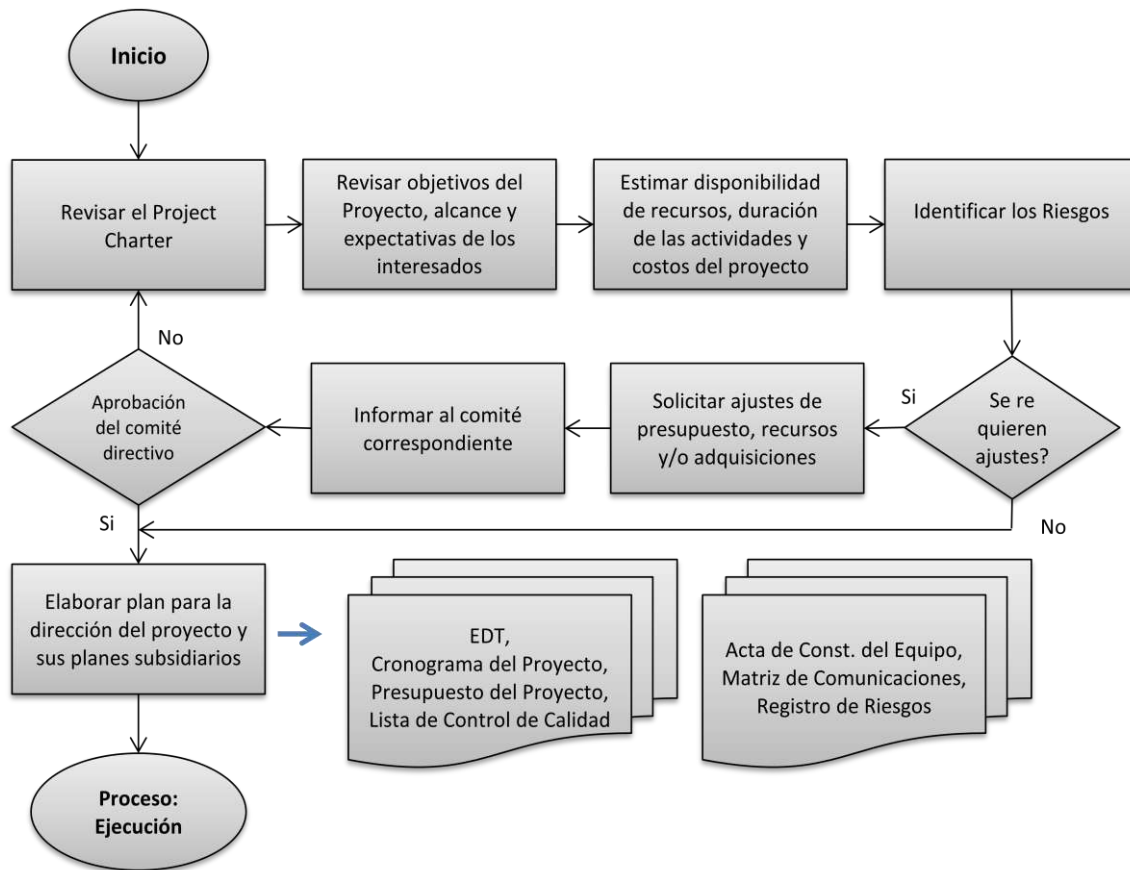 Inicio
Revisar el Project
Charter
Revisar objetivos del
Proyecto, alcance y
expectativas de los
interesados
Estimar disponibilidad
de recursos, duración
de las actividades y
costos del proyecto
Identificar los Riesgos
Se re
quieren
ajustes?
Si
No
Solicitar ajustes de
presupuesto, recursos
y/o adquisiciones
Informar al comité
correspondiente
Aprobación
del comité
directivo
No
Si
Elaborar plan para la
dirección del proyecto y
sus planes subsidiarios
EDT,
Cronograma del Proyecto,
Presupuesto del Proyecto,
Lista de Control de Calidad
Acta de Const. del Equipo,
Matriz de Comunicaciones,
Registro de Riesgos
Proceso:
Ejecución